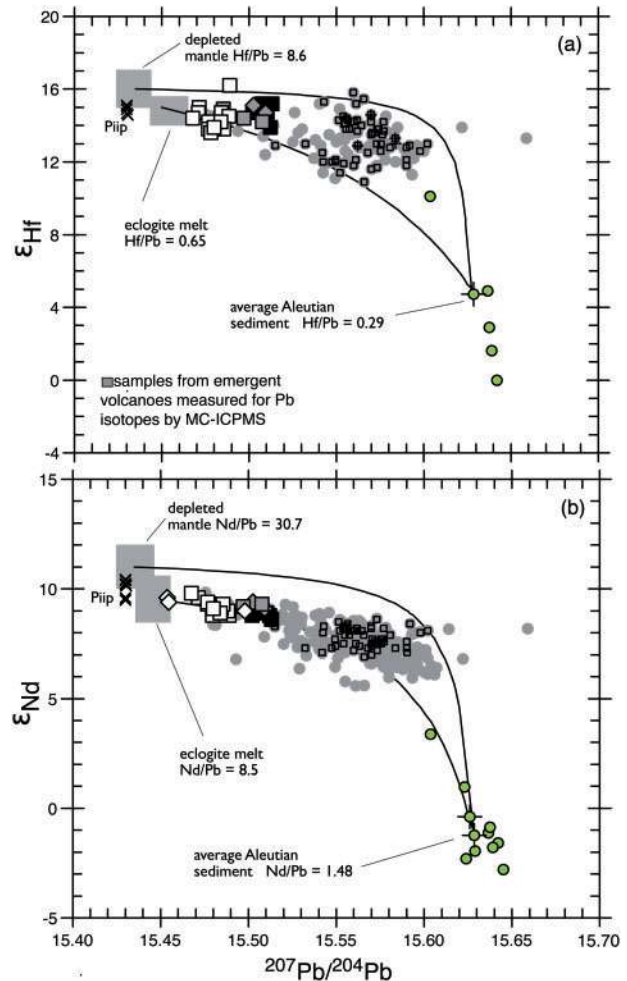 (a)
depleted
mantle Hf/Pb = 8.6
Piip
eclogite melt
Hf/Pb = 0.65
average Aleutian
sediment Hf/Pb = 0.29
samples from emergent
volcanoes measured for Pb
isotopes by MC-ICPMS
εHf
20
16
12
8
4
0
-4
(b)
depleted
mantle Nd/Pb = 30.7
Piip
eclogite melt
Nd/Pb = 8.5
average Aleutian
sediment Nd/Pb = 1.48
εNd
15
10
5
0
-5
15.40 15.45 15.50 15.55 15.60 15.65 15.70
207Pb/204Pb